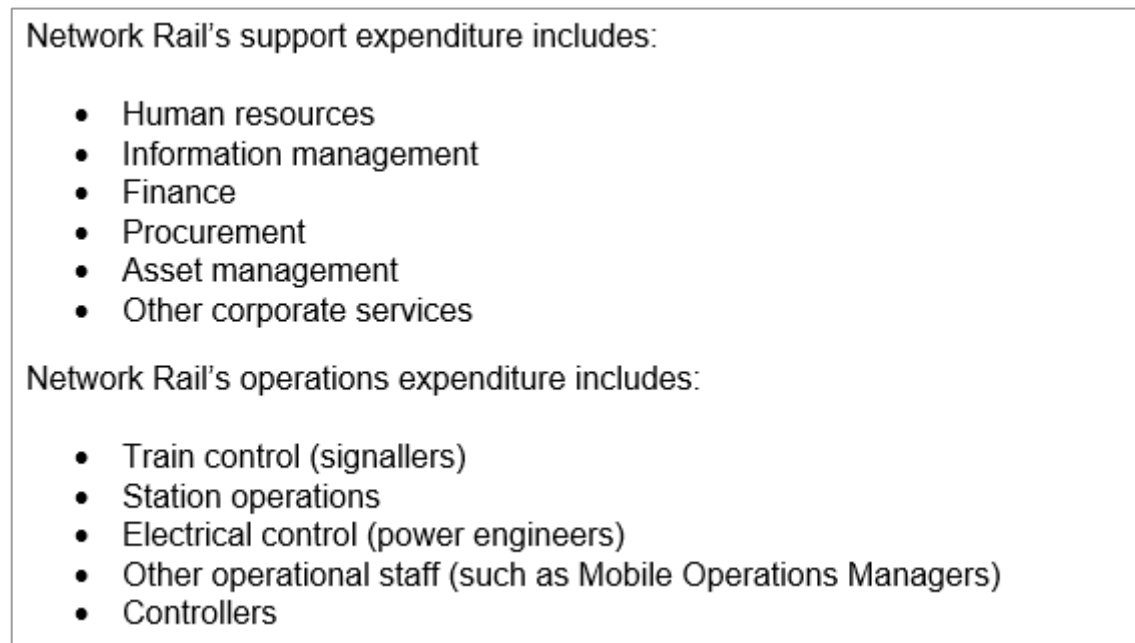 Network Rail’s support expenditure includes:
• Human resources
• Information management
• Finance
• Procurement
• Asset management
• Other corporate services
Network Rail’s operations expenditure includes:
• Train control (signallers)
• Station operations
• Electrical control (power engineers)
• Other operational staff (such as Mobile Operations Managers)
• Controllers